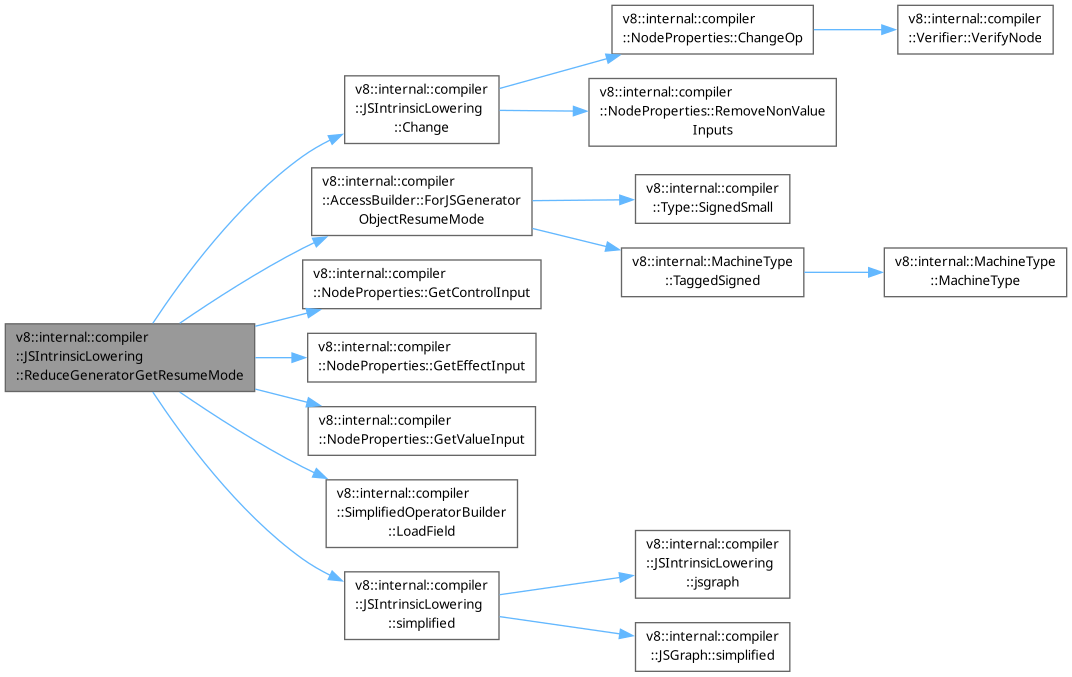 v8::internal::compiler
::JSIntrinsicLowering
::ReduceGeneratorGetResumeMode
v8::internal::compiler
::JSIntrinsicLowering
::Change
v8::internal::compiler
::NodeProperties::ChangeOp
v8::internal::compiler
::Verifier::VerifyNode
v8::internal::compiler
::NodeProperties::RemoveNonValue
Inputs
v8::internal::compiler
::AccessBuilder::ForJSGenerator
ObjectResumeMode
v8::internal::compiler
::Type::SignedSmall
v8::internal::MachineType
::TaggedSigned
v8::internal::MachineType
::MachineType
v8::internal::compiler
::NodeProperties::GetControlInput
v8::internal::compiler
::NodeProperties::GetEffectInput
v8::internal::compiler
::NodeProperties::GetValueInput
v8::internal::compiler
::SimplifiedOperatorBuilder
::LoadField
v8::internal::compiler
::JSIntrinsicLowering
::simplified
v8::internal::compiler
::JSIntrinsicLowering
::jsgraph
v8::internal::compiler
::JSGraph::simplified